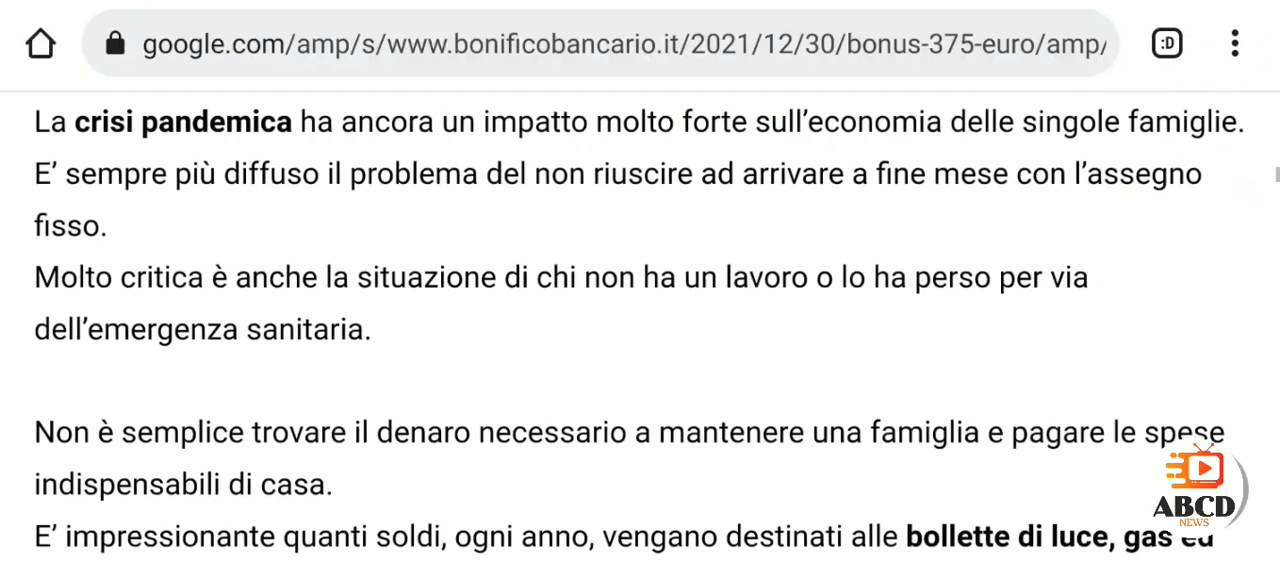 google.com/amp/s/www.bonificobancario.it/2021/12/30/bonus-375-euro/amp/
:D
La crisi pandemica ha ancora un impatto molto forte sull’economia delle singole famiglie.
E’ sempre più diffuso il problema del non riuscire ad arrivare a fine mese con l’assegno
fisso.
Molto critica è anche la situazione di chi non ha un lavoro o lo ha perso per via
dell’emergenza sanitaria.
Non è semplice trovare il denaro necessario a mantenere una famiglia e pagare le spese
indispensabili di casa.
E’ impressionante quanti soldi, ogni anno, vengano destinati alle bollette di luce, gas ed
ABCD
NEWS